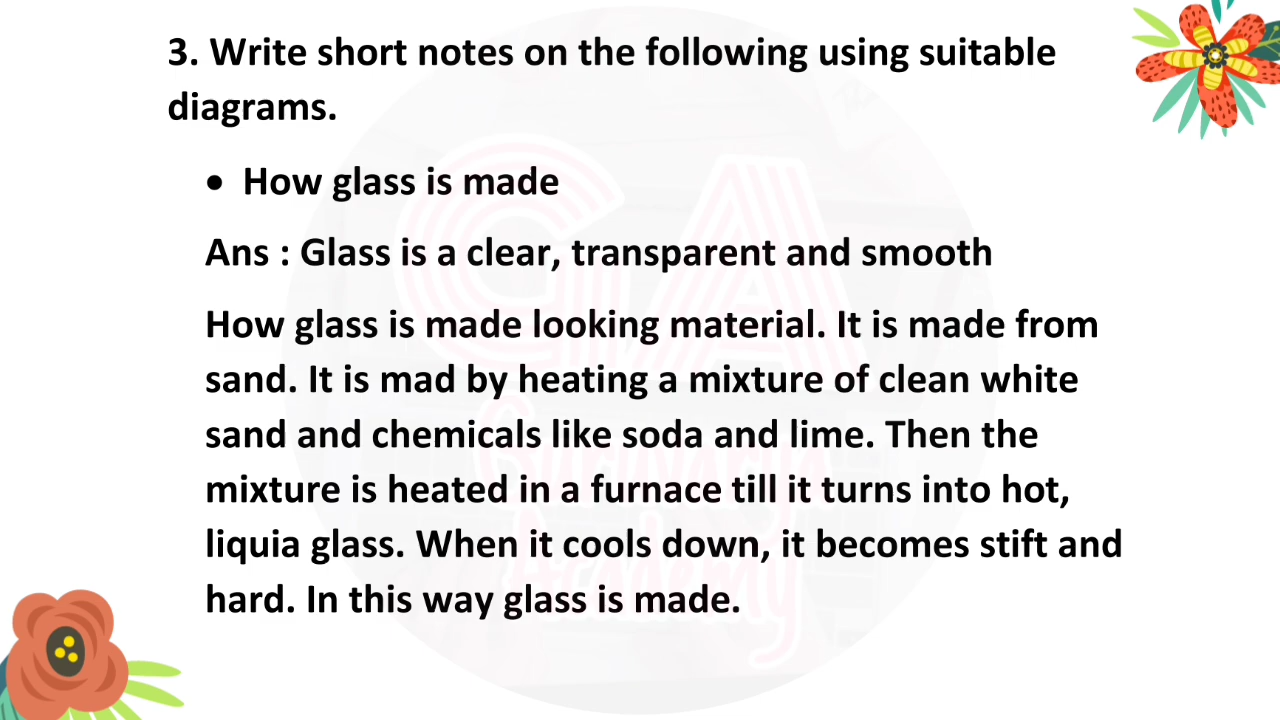 3. Write short notes on the following using suitable
diagrams.
• How glass is made
Ans : Glass is a clear, transparent and smooth
How glass is made looking material. It is made from
sand. It is mad by heating a mixture of clean white
sand and chemicals like soda and lime. Then the
mixture is heated in a furnace till it turns into hot,
liquia glass. When it cools down, it becomes stift and
hard. In this way glass is made.
GA
Academy